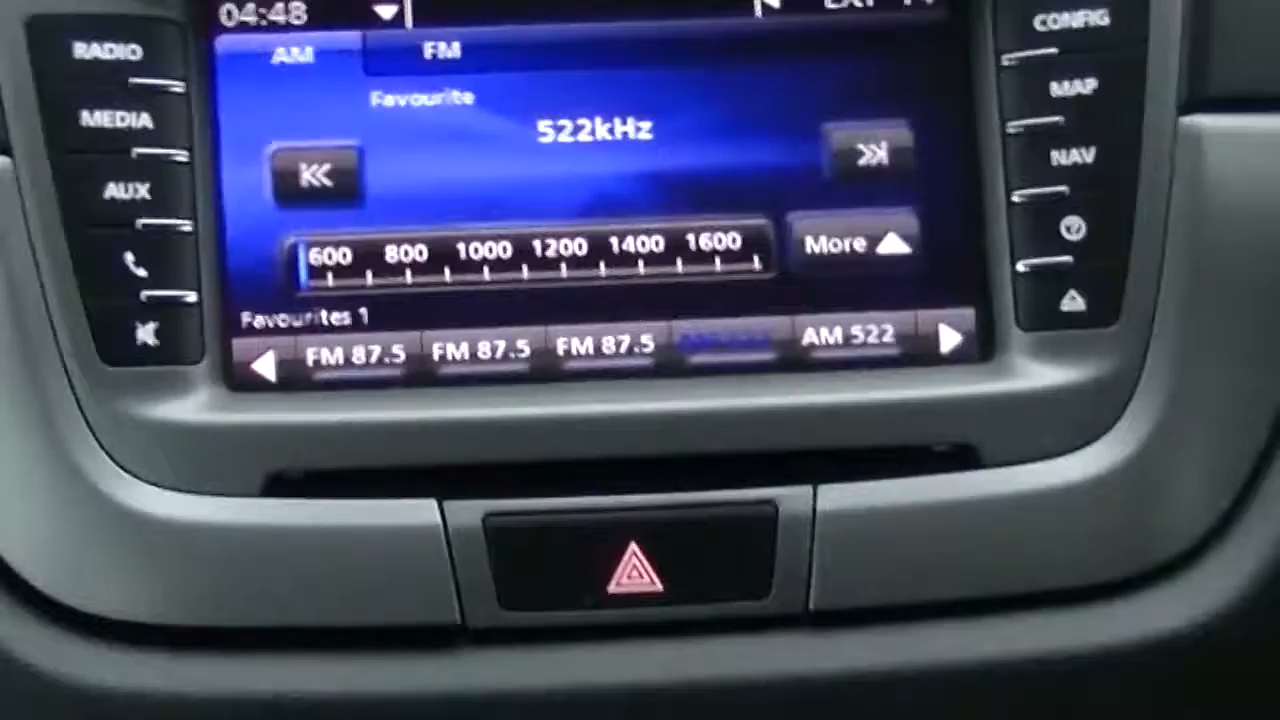 04:48
RADIO
MEDIA
AUX
AM FM
Favourite
522kHz
600 800 1000 1200 1400 1600
More
Favourites 1
FM 87.5 FM 87.5 FM 87.5 AM 522
CONFIG
MAP
NAV